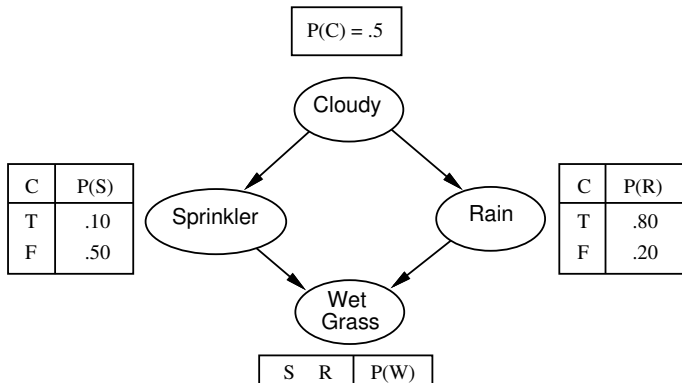 P(C) = .5
Cloudy
C P(S)
T .10
F .50
Sprinkler
Rain
C P(R)
T .80
F .20
Wet
Grass
S R P(W)